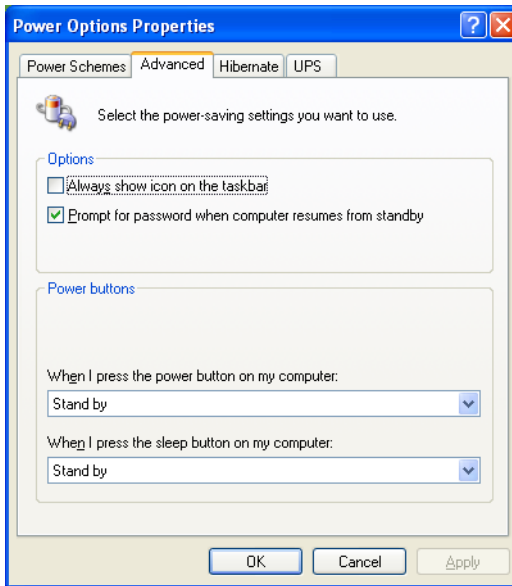 Power Options Properties
Power Schemes Advanced Hibernate UPS
Select the power-saving settings you want to use.
Options
Always show icon on the taskbar
Prompt for password when computer resumes from standby
Power buttons
When I press the power button on my computer:
Stand by
When I press the sleep button on my computer:
Stand by
OK Cancel Apply